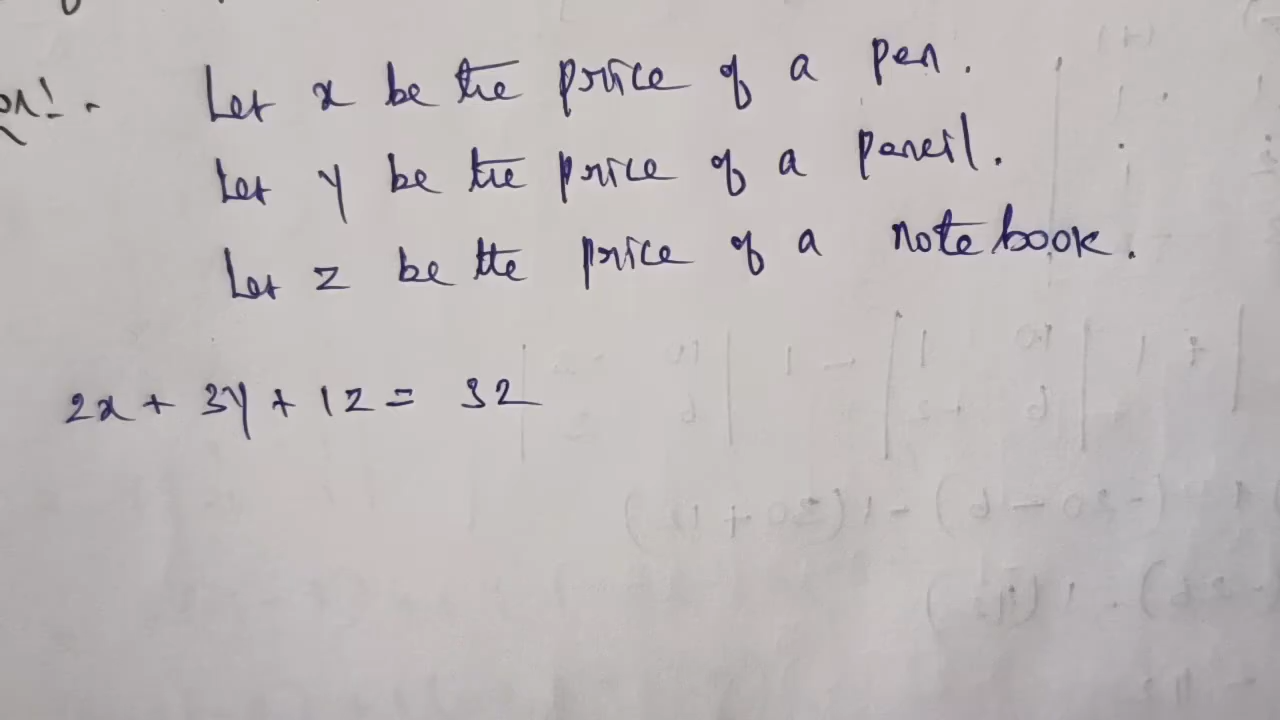 Let x be the price of a pen.
Let y be the price of a pencil.
Let z be the price of a notebook.
2x + 3y + 1z = 32